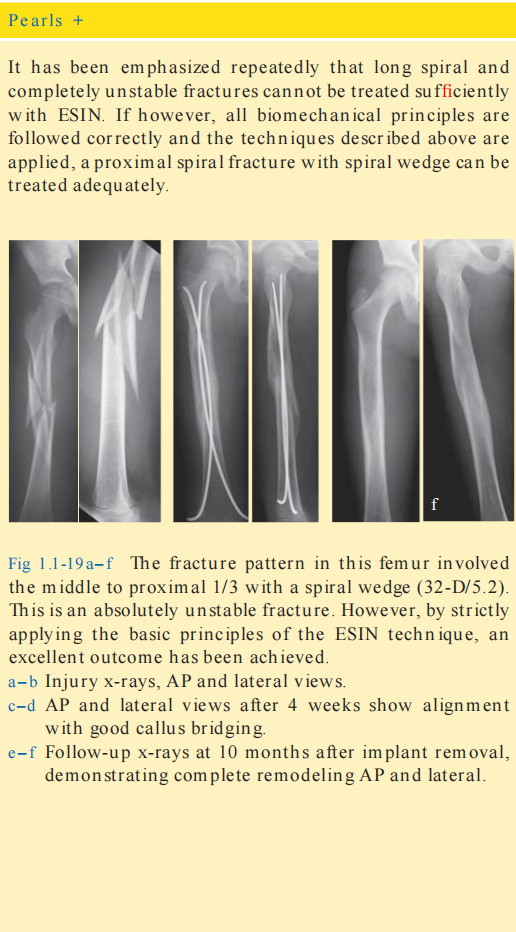 Pearls +
It has been emphasized repeatedly that long spiral and
completely unstable fractures cannot be treated sufficiently
with ESIN. If however, all biomechanical principles are
followed correctly and the techniques described above are
applied, a proximal spiral fracture with spiral wedge can be
treated adequately.
f
Fig 1.1-19a–f The fracture pattern in this femur involved
the middle to proximal 1/3 with a spiral wedge (32-D/5.2).
This is an absolutely unstable fracture. However, by strictly
applying the basic principles of the ESIN technique, an
excellent outcome has been achieved.
a–b Injury x-rays, AP and lateral views.
c–d AP and lateral views after 4 weeks show alignment
with good callus bridging.
e–f Follow-up x-rays at 10 months after implant removal,
demonstrating complete remodeling AP and lateral.